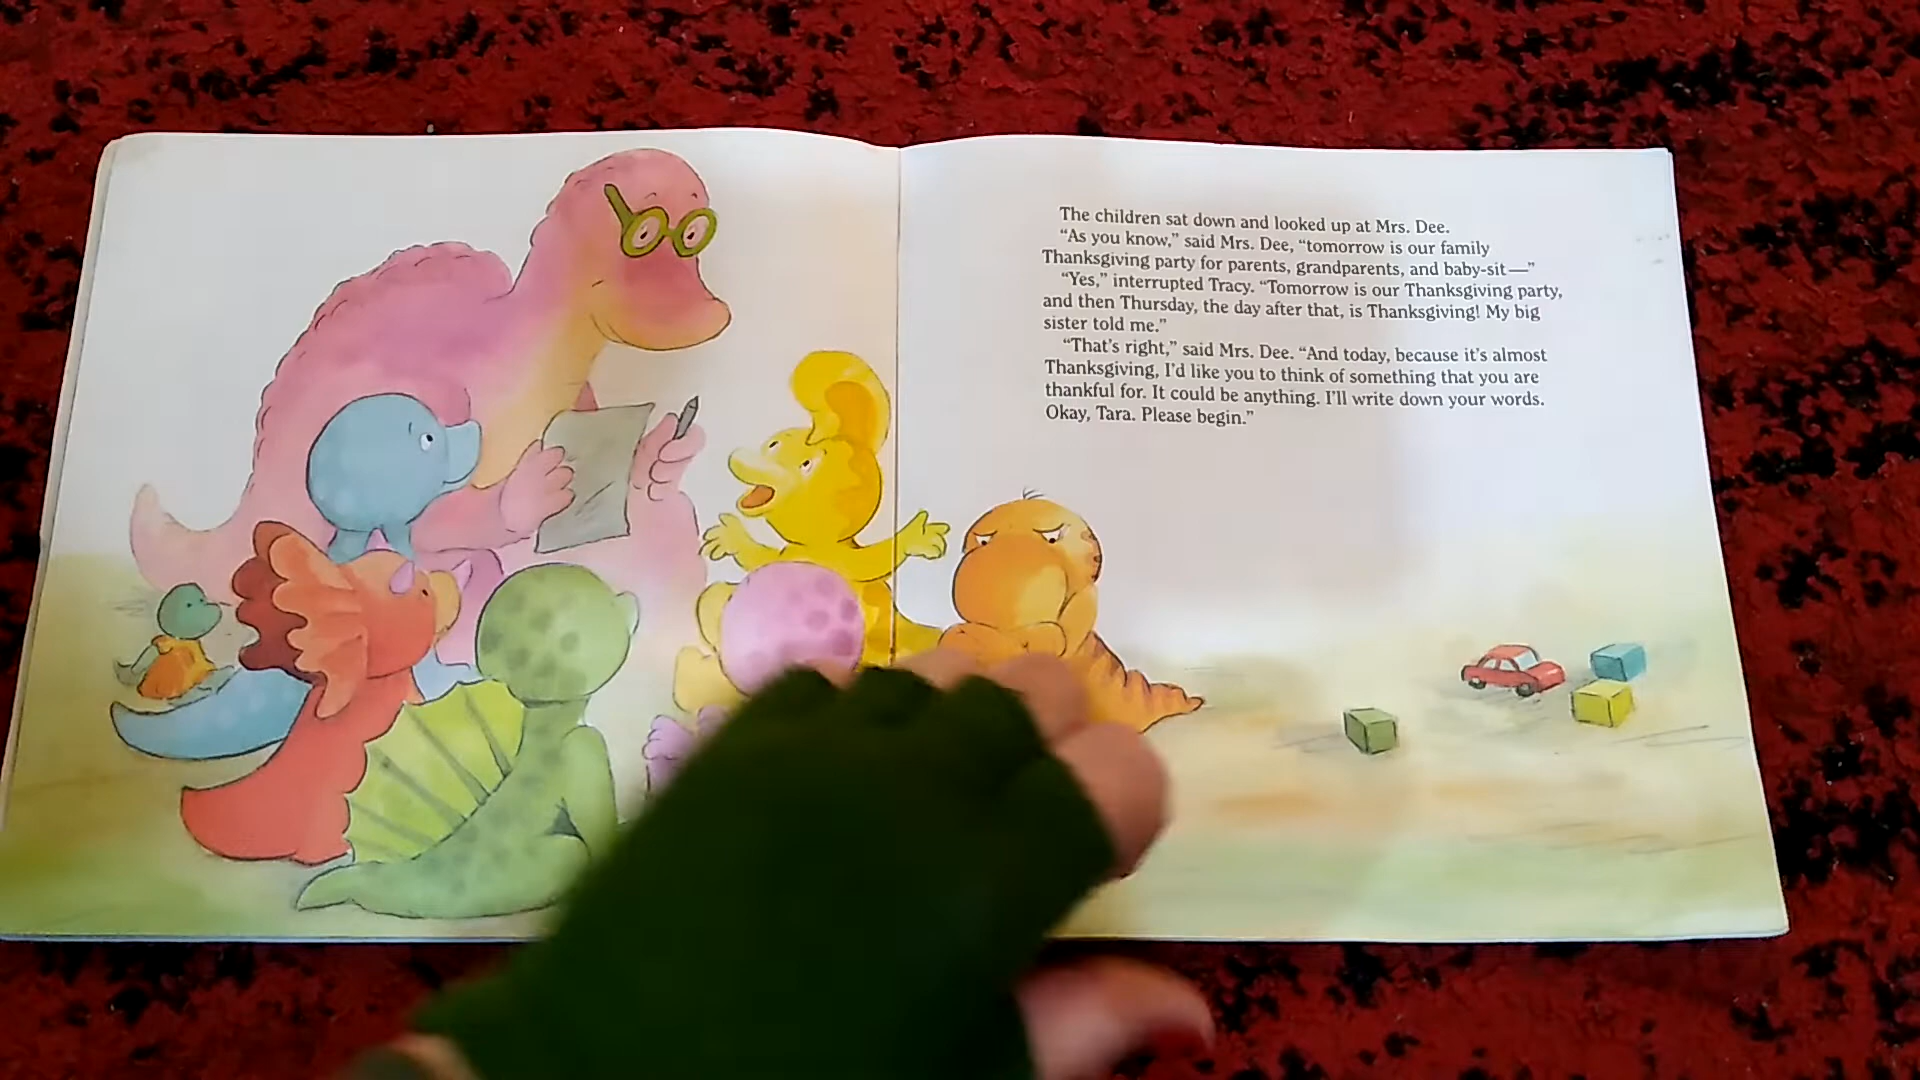 The children sat down and looked up at Mrs. Dee.
“As you know,” said Mrs. Dee, “tomorrow is our family
Thanksgiving party for parents, grandparents, and baby-sit—”
“Yes,” interrupted Tracy. “Tomorrow is our Thanksgiving party,
and then Thursday, the day after that, is Thanksgiving! My big
sister told me.”
“That’s right,” said Mrs. Dee. “And today, because it’s almost
Thanksgiving, I’d like you to think of something that you are
thankful for. It could be anything. I’ll write down your words.
Okay, Tara. Please begin.”